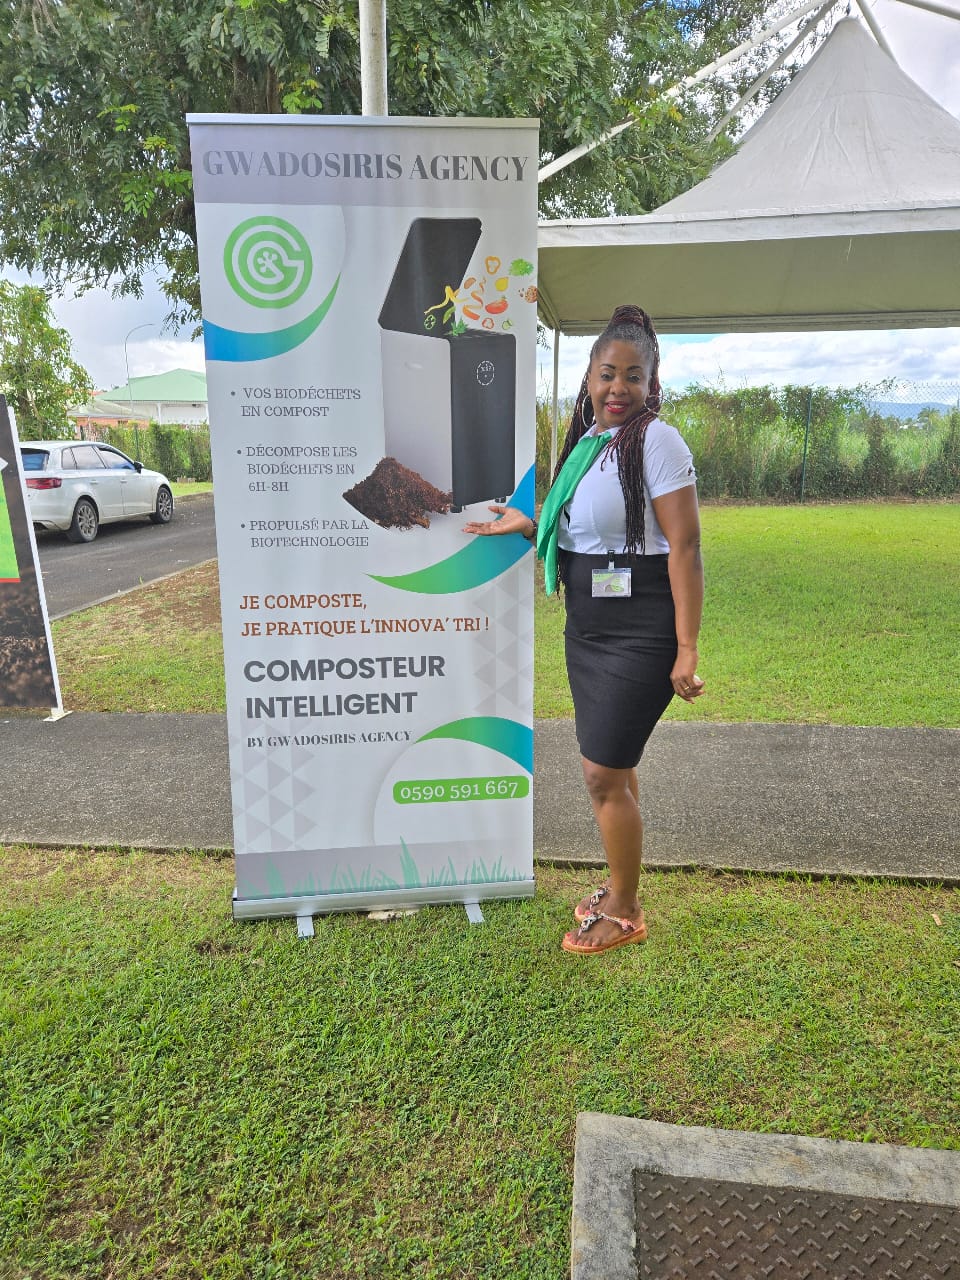 GWADOSIRIS AGENCY
• VOS BIODÉCHETS
EN COMPOST
• DÉCOMPOSE LES
BIODÉCHETS EN
6H-8H
• PROPULSÉ PAR LA
BIOTECHNOLOGIE
JE COMPOSTE,
JE PRATIQUE L'INNOVA' TRI !
COMPOSTEUR
INTELLIGENT
BY GWADOSIRIS AGENCY
0590 591 667